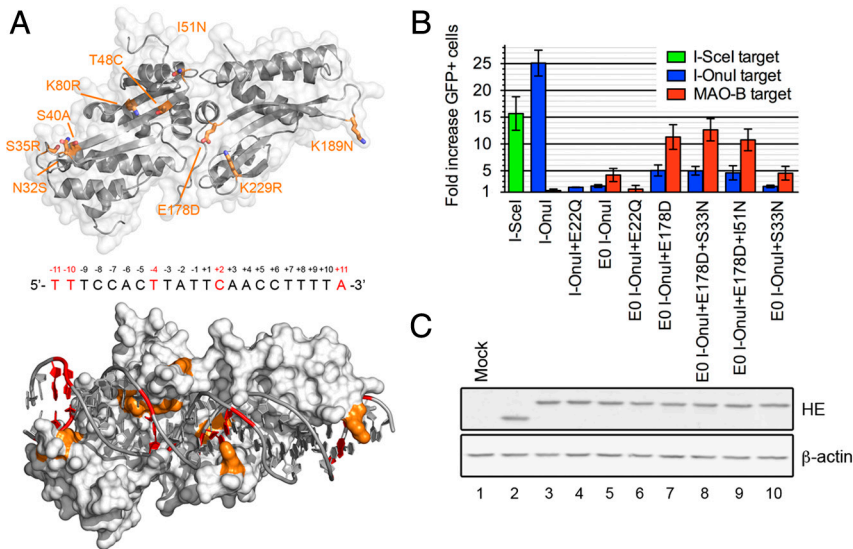 A
I51N
T48C
K80R
S40A
S35R
N32S
K189N
K229R
E178D
-11 -10 -9 -8 -7 -6 -5 -4 -3 -2 -1 +1 +2 +3 +4 +5 +6 +7 +8 +9 +10 +11
5'- T T T C C A C T T A T T C A A C C T T T T A -3'
B
Fold increase GFP+ cells
25
20
15
10
5
1
I-SceI target
I-OnuI target
MAO-B target
I-SceI
I-OnuI
I-OnuI+E22Q
E0 I-OnuI
E0 I-OnuI+E22Q
E0 I-OnuI+E178D
E0 I-OnuI+E178D+S33N
E0 I-OnuI+E178D+I51N
E0 I-OnuI+S33N
C
Mock
HE
β-actin
1 2 3 4 5 6 7 8 9 10